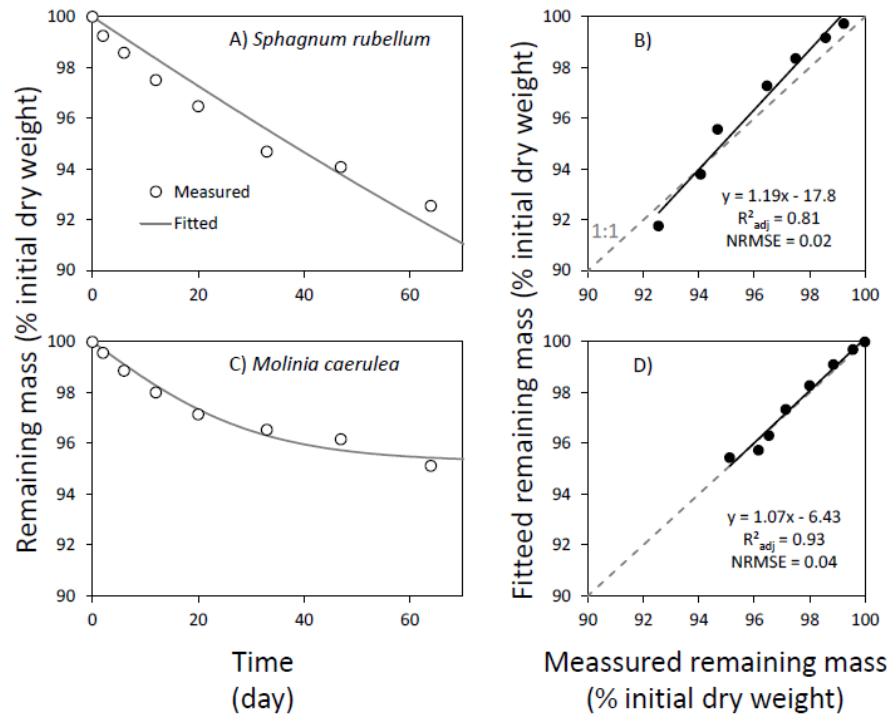 Remaining mass (% initial dry weight)
100
98
96
94
92
90
0
20
40
60
A) Sphagnum rubellum
Measured
Fitted
Fitteed remaining mass (% initial dry weight)
100
98
96
94
92
90
90
92
94
96
98
100
B)
1:1
y = 1.19x - 17.8
R²adj = 0.81
NRMSE = 0.02
100
98
96
94
92
90
0
20
40
60
C) Molinia caerulea
100
98
96
94
92
90
90
92
94
96
98
100
D)
y = 1.07x - 6.43
R²adj = 0.93
NRMSE = 0.04
Time
(day)
Meassured remaining mass
(% initial dry weight)